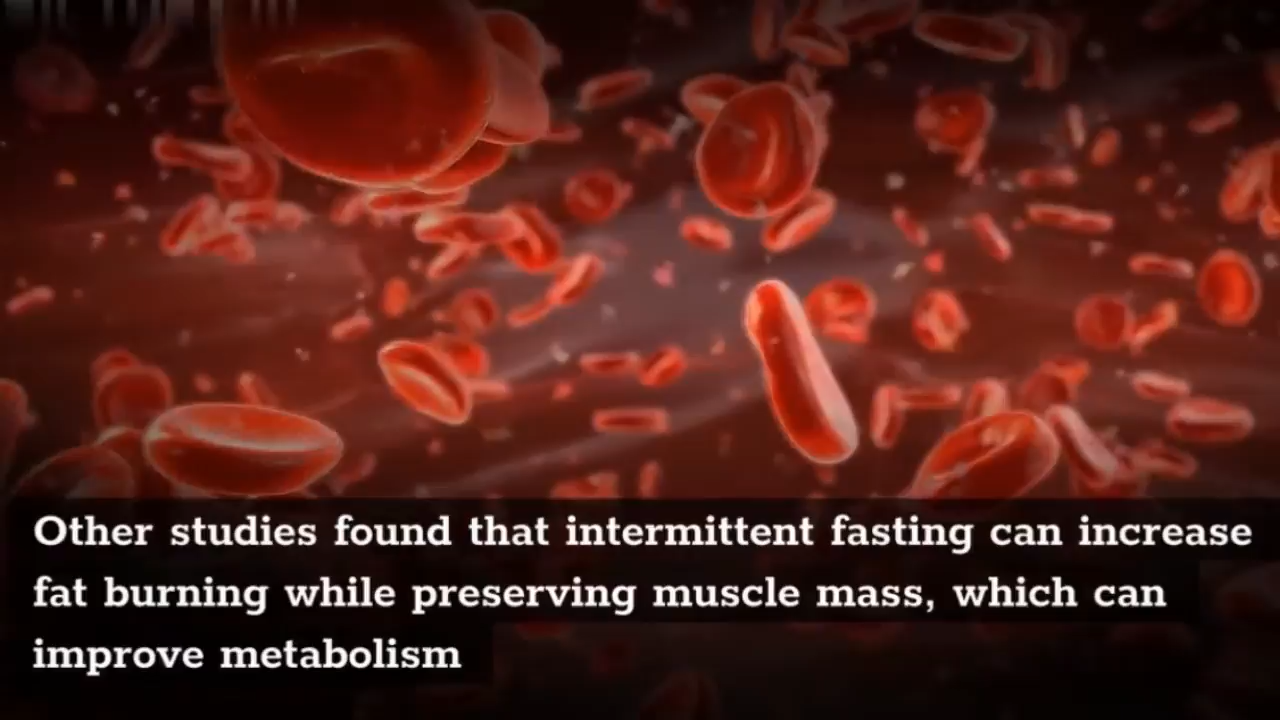 Other studies found that intermittent fasting can increase
fat burning while preserving muscle mass, which can
improve metabolism